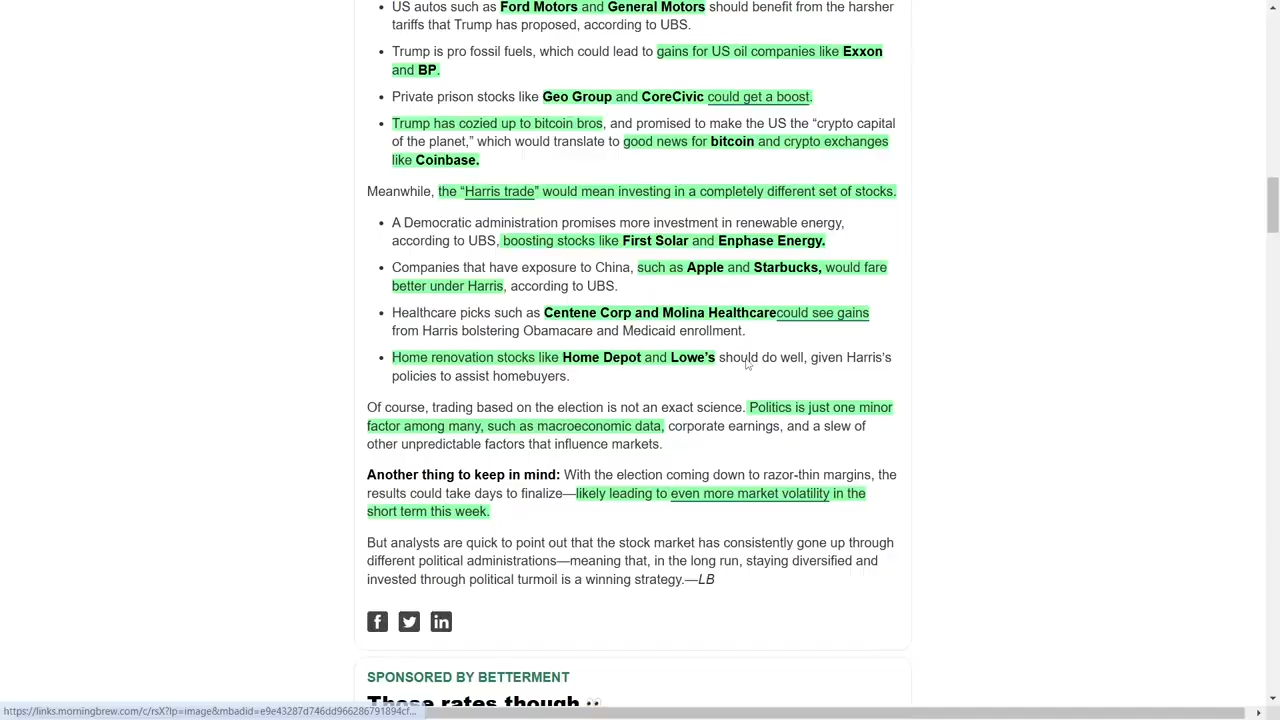 US autos such as Ford Motors and General Motors should benefit from the harsher
tariffs that Trump has proposed, according to UBS.
Trump is pro fossil fuels, which could lead to gains for US oil companies like Exxon
and BP.
Private prison stocks like Geo Group and CoreCivic could get a boost.
Trump has cozied up to bitcoin bros, and promised to make the US the “crypto capital
of the planet,” which would translate to good news for bitcoin and crypto exchanges
like Coinbase.
Meanwhile, the “Harris trade” would mean investing in a completely different set of stocks.
A Democratic administration promises more investment in renewable energy,
according to UBS, boosting stocks like First Solar and Enphase Energy.
Companies that have exposure to China, such as Apple and Starbucks, would fare
better under Harris, according to UBS.
Healthcare picks such as Centene Corp and Molina Healthcarecould see gains
from Harris bolstering Obamacare and Medicaid enrollment.
Home renovation stocks like Home Depot and Lowe’s should do well, given Harris’s
policies to assist homebuyers.
Of course, trading based on the election is not an exact science. Politics is just one minor
factor among many, such as macroeconomic data, corporate earnings, and a slew of
other unpredictable factors that influence markets.
Another thing to keep in mind: With the election coming down to razor-thin margins, the
results could take days to finalize—likely leading to even more market volatility in the
short term this week.
But analysts are quick to point out that the stock market has consistently gone up through
different political administrations—meaning that, in the long run, staying diversified and
invested through political turmoil is a winning strategy.—LB
SPONSORED BY BETTERMENT
Those rates though 👀
https://links.morningbrew.com/c/rsX?lp=image&mbadid=e9e43287d746dd966286791894cf...